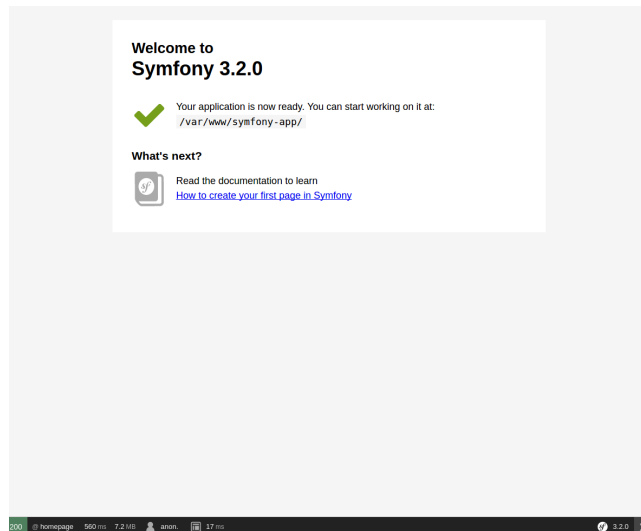 Welcome to
Symfony 3.2.0
Your application is now ready. You can start working on it at:
/var/www/symfony-app/
What's next?
Read the documentation to learn
How to create your first page in Symfony
200 @ homepage 560 ms 7.2 MB anon. 17 ms sf 3.2.0